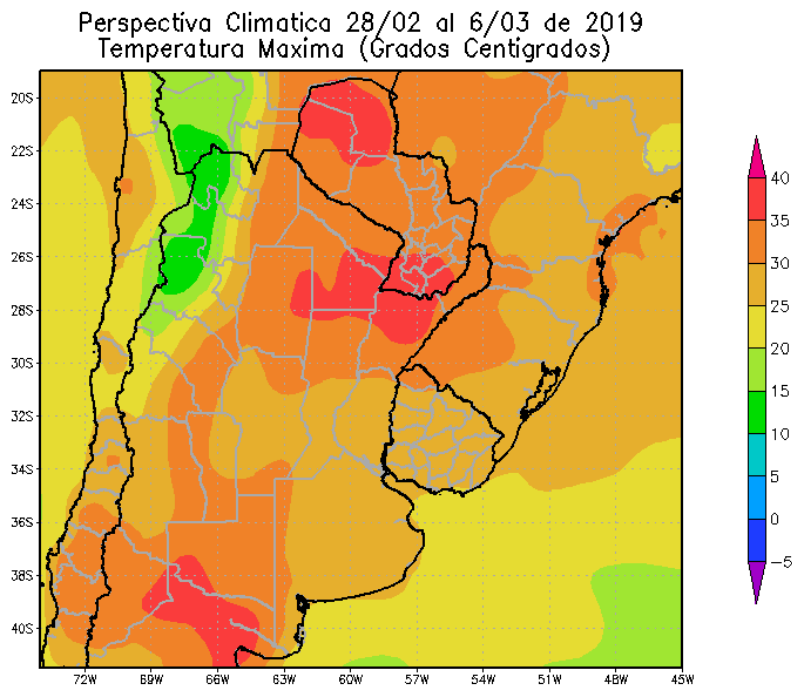 Perspectiva Climatica 28/02 al 6/03 de 2019
Temperatura Maxima (Grados Centigrados)
20S
22S
24S
26S
28S
30S
32S
34S
36S
38S
40S
72W
69W
66W
63W
60W
57W
54W
51W
48W
45W
40
35
30
25
20
15
10
5
0
−5